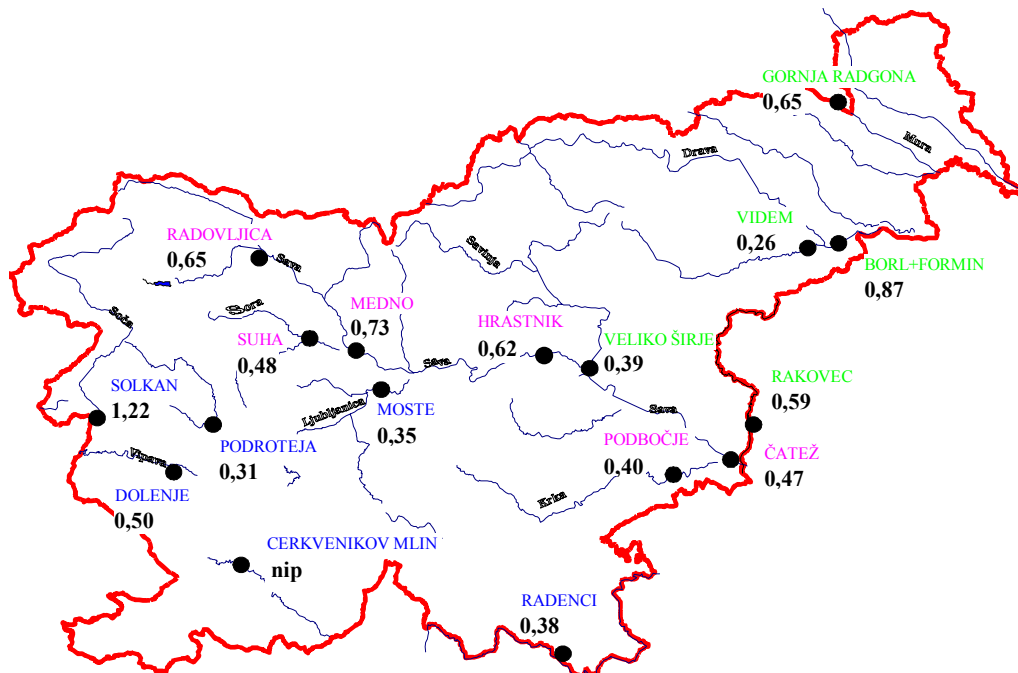 GORNJA RADGONA
0,65
Mura
Drava
VIDEM
0,26
BORL+FORMIN
0,87
RADOVLJICA
0,65
Sava
Savinja
SSora
MEDNO
0,73
Soča
SUHA
0,48
HRASTNIK
0,62
VELIKO ŠIRJE
0,39
Sava
SOLKAN
1,22
RAKOVEC
0,59
Ljubljanica
MOSTE
0,35
Sava
PODROTEJA
0,31
PODBOČJE
0,40
ČATEŽ
0,47
Vipava
DOLENJE
0,50
Krka
CERKVENIKOV MLIN
nip
RADENCI
0,38